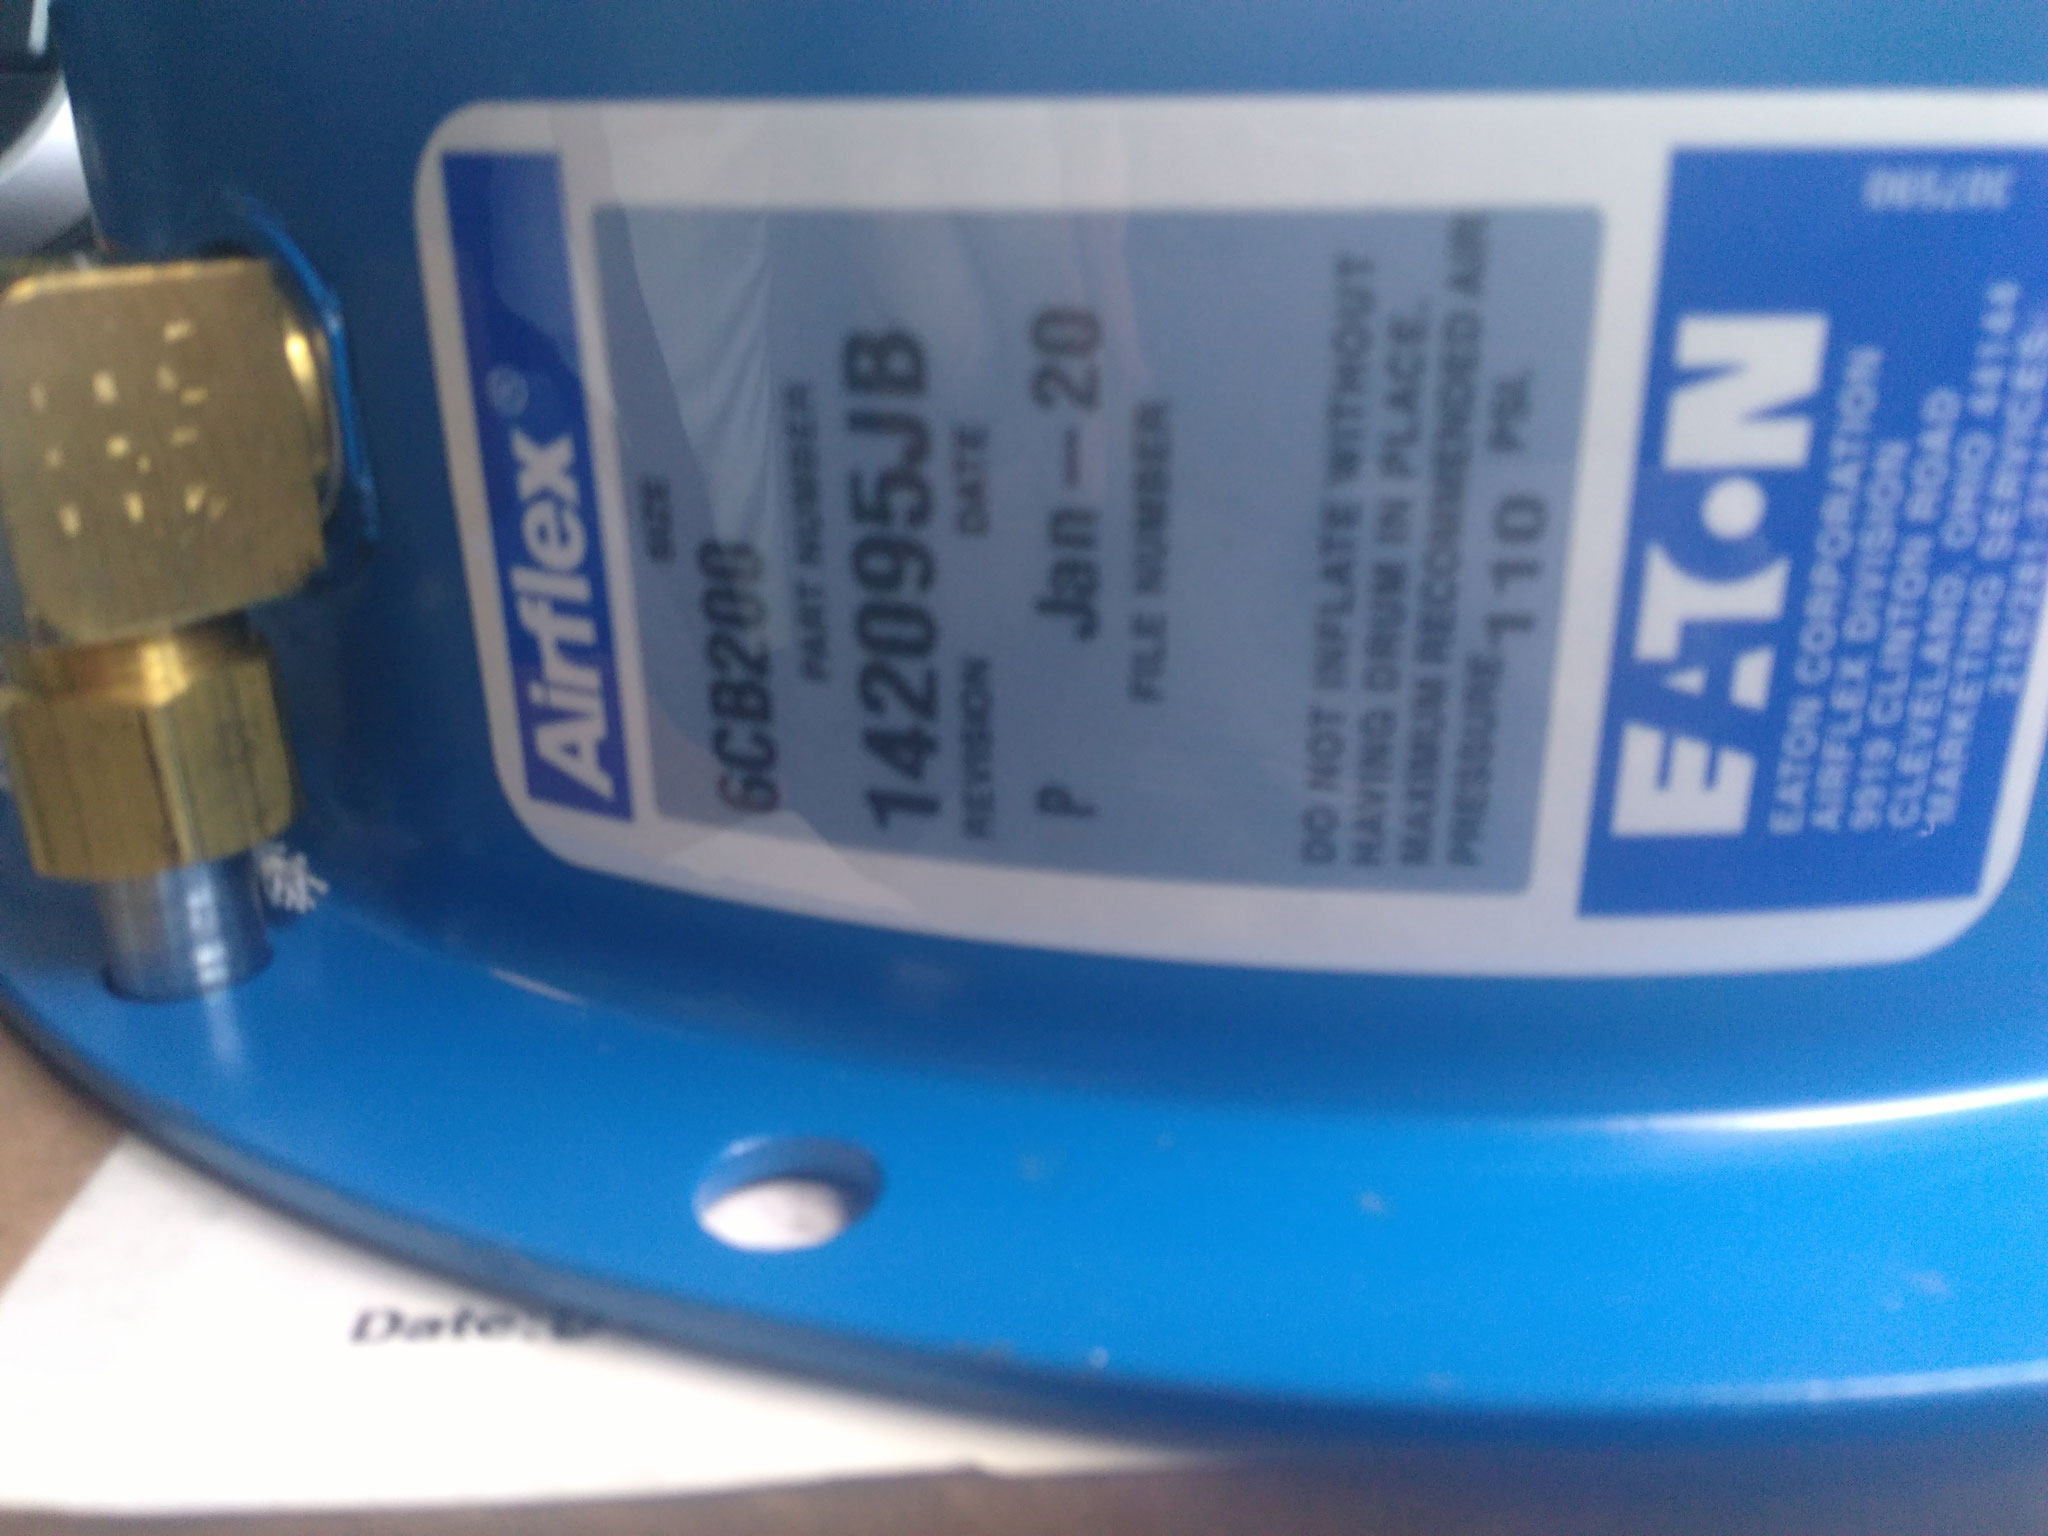 Airflex®
SIZE
6CB200
PART NUMBER
142095JB
REVISION DATE
P Jan-20
FILE NUMBER
DO NOT INFLATE WITHOUT
HAVING DRUM IN PLACE.
MAXIMUM RECOMMENDED AIR
PRESSURE 110 PSI.
EATON
EATON CORPORATION
AIRFLEX DIVISION
9919 CLINTON ROAD
CLEVELAND, OHIO 44144
MARKETING SERVICES:
Date: